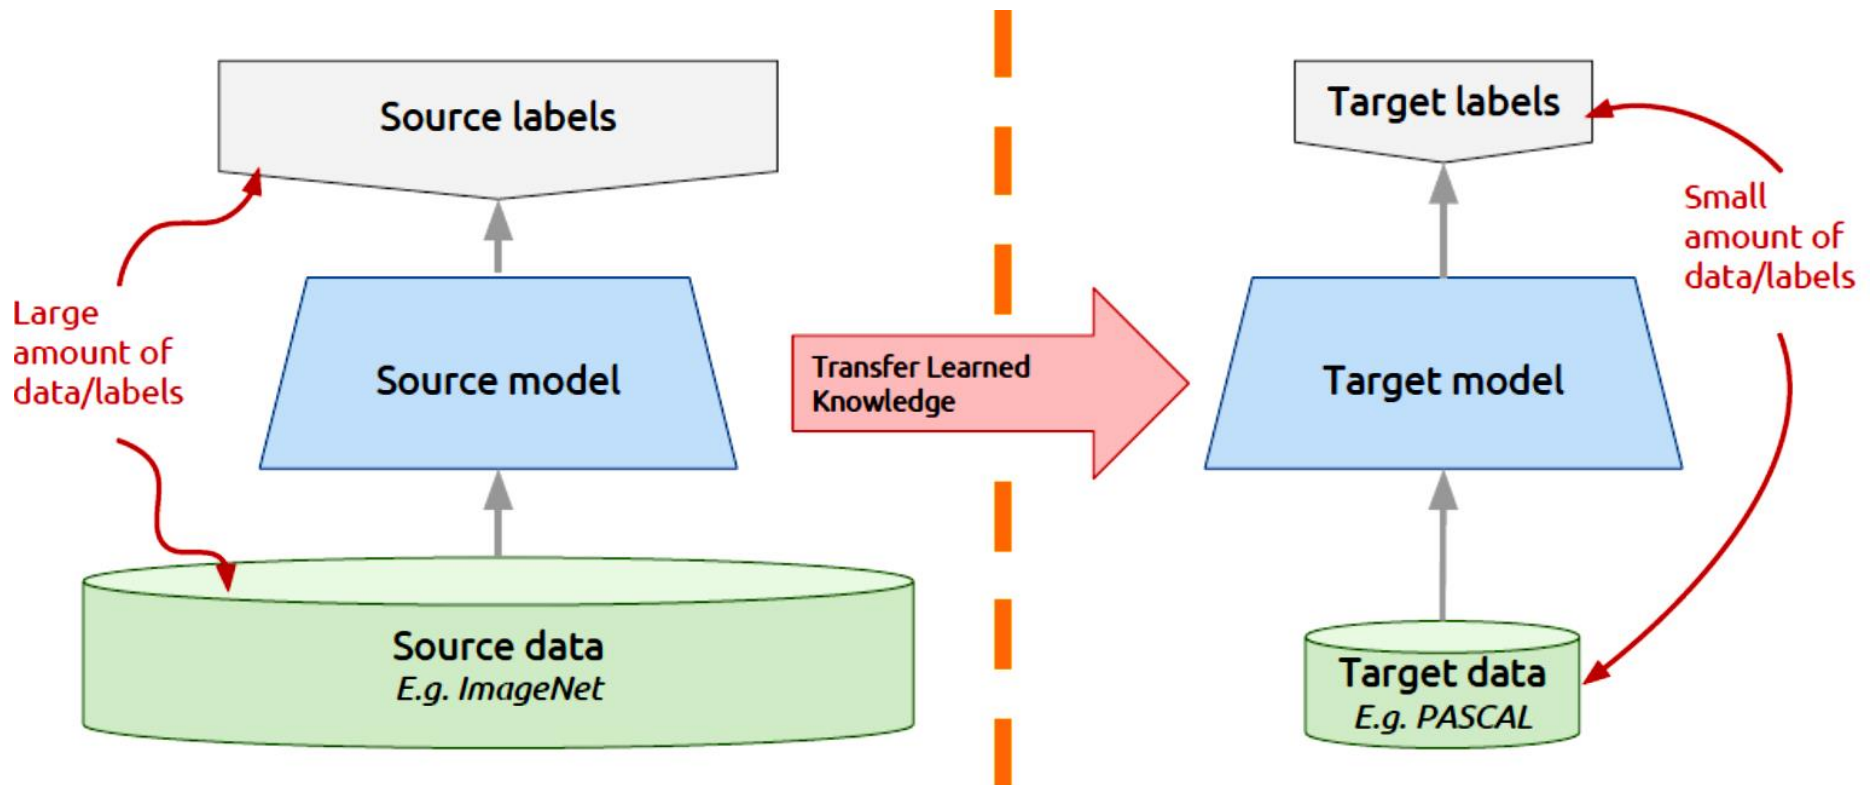 Source labels
Large
amount of
data/labels
Source model
Source data
E.g. ImageNet
Transfer Learned
Knowledge
Target labels
Small
amount of
data/labels
Target model
Target data
E.g. PASCAL